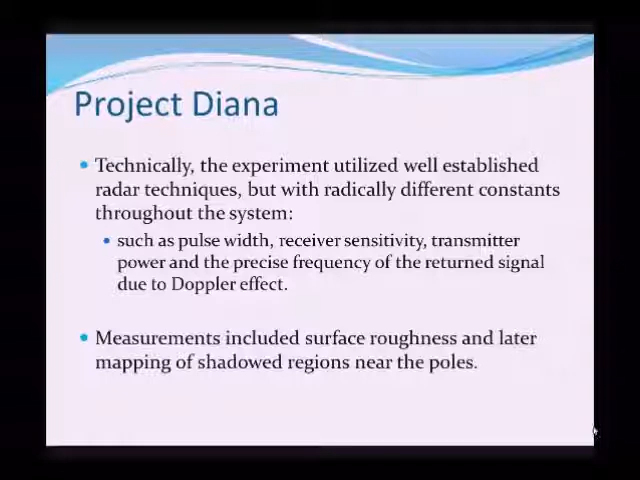 Project Diana
• Technically, the experiment utilized well established
radar techniques, but with radically different constants
throughout the system:
• such as pulse width, receiver sensitivity, transmitter
power and the precise frequency of the returned signal
due to Doppler effect.
• Measurements included surface roughness and later
mapping of shadowed regions near the poles.